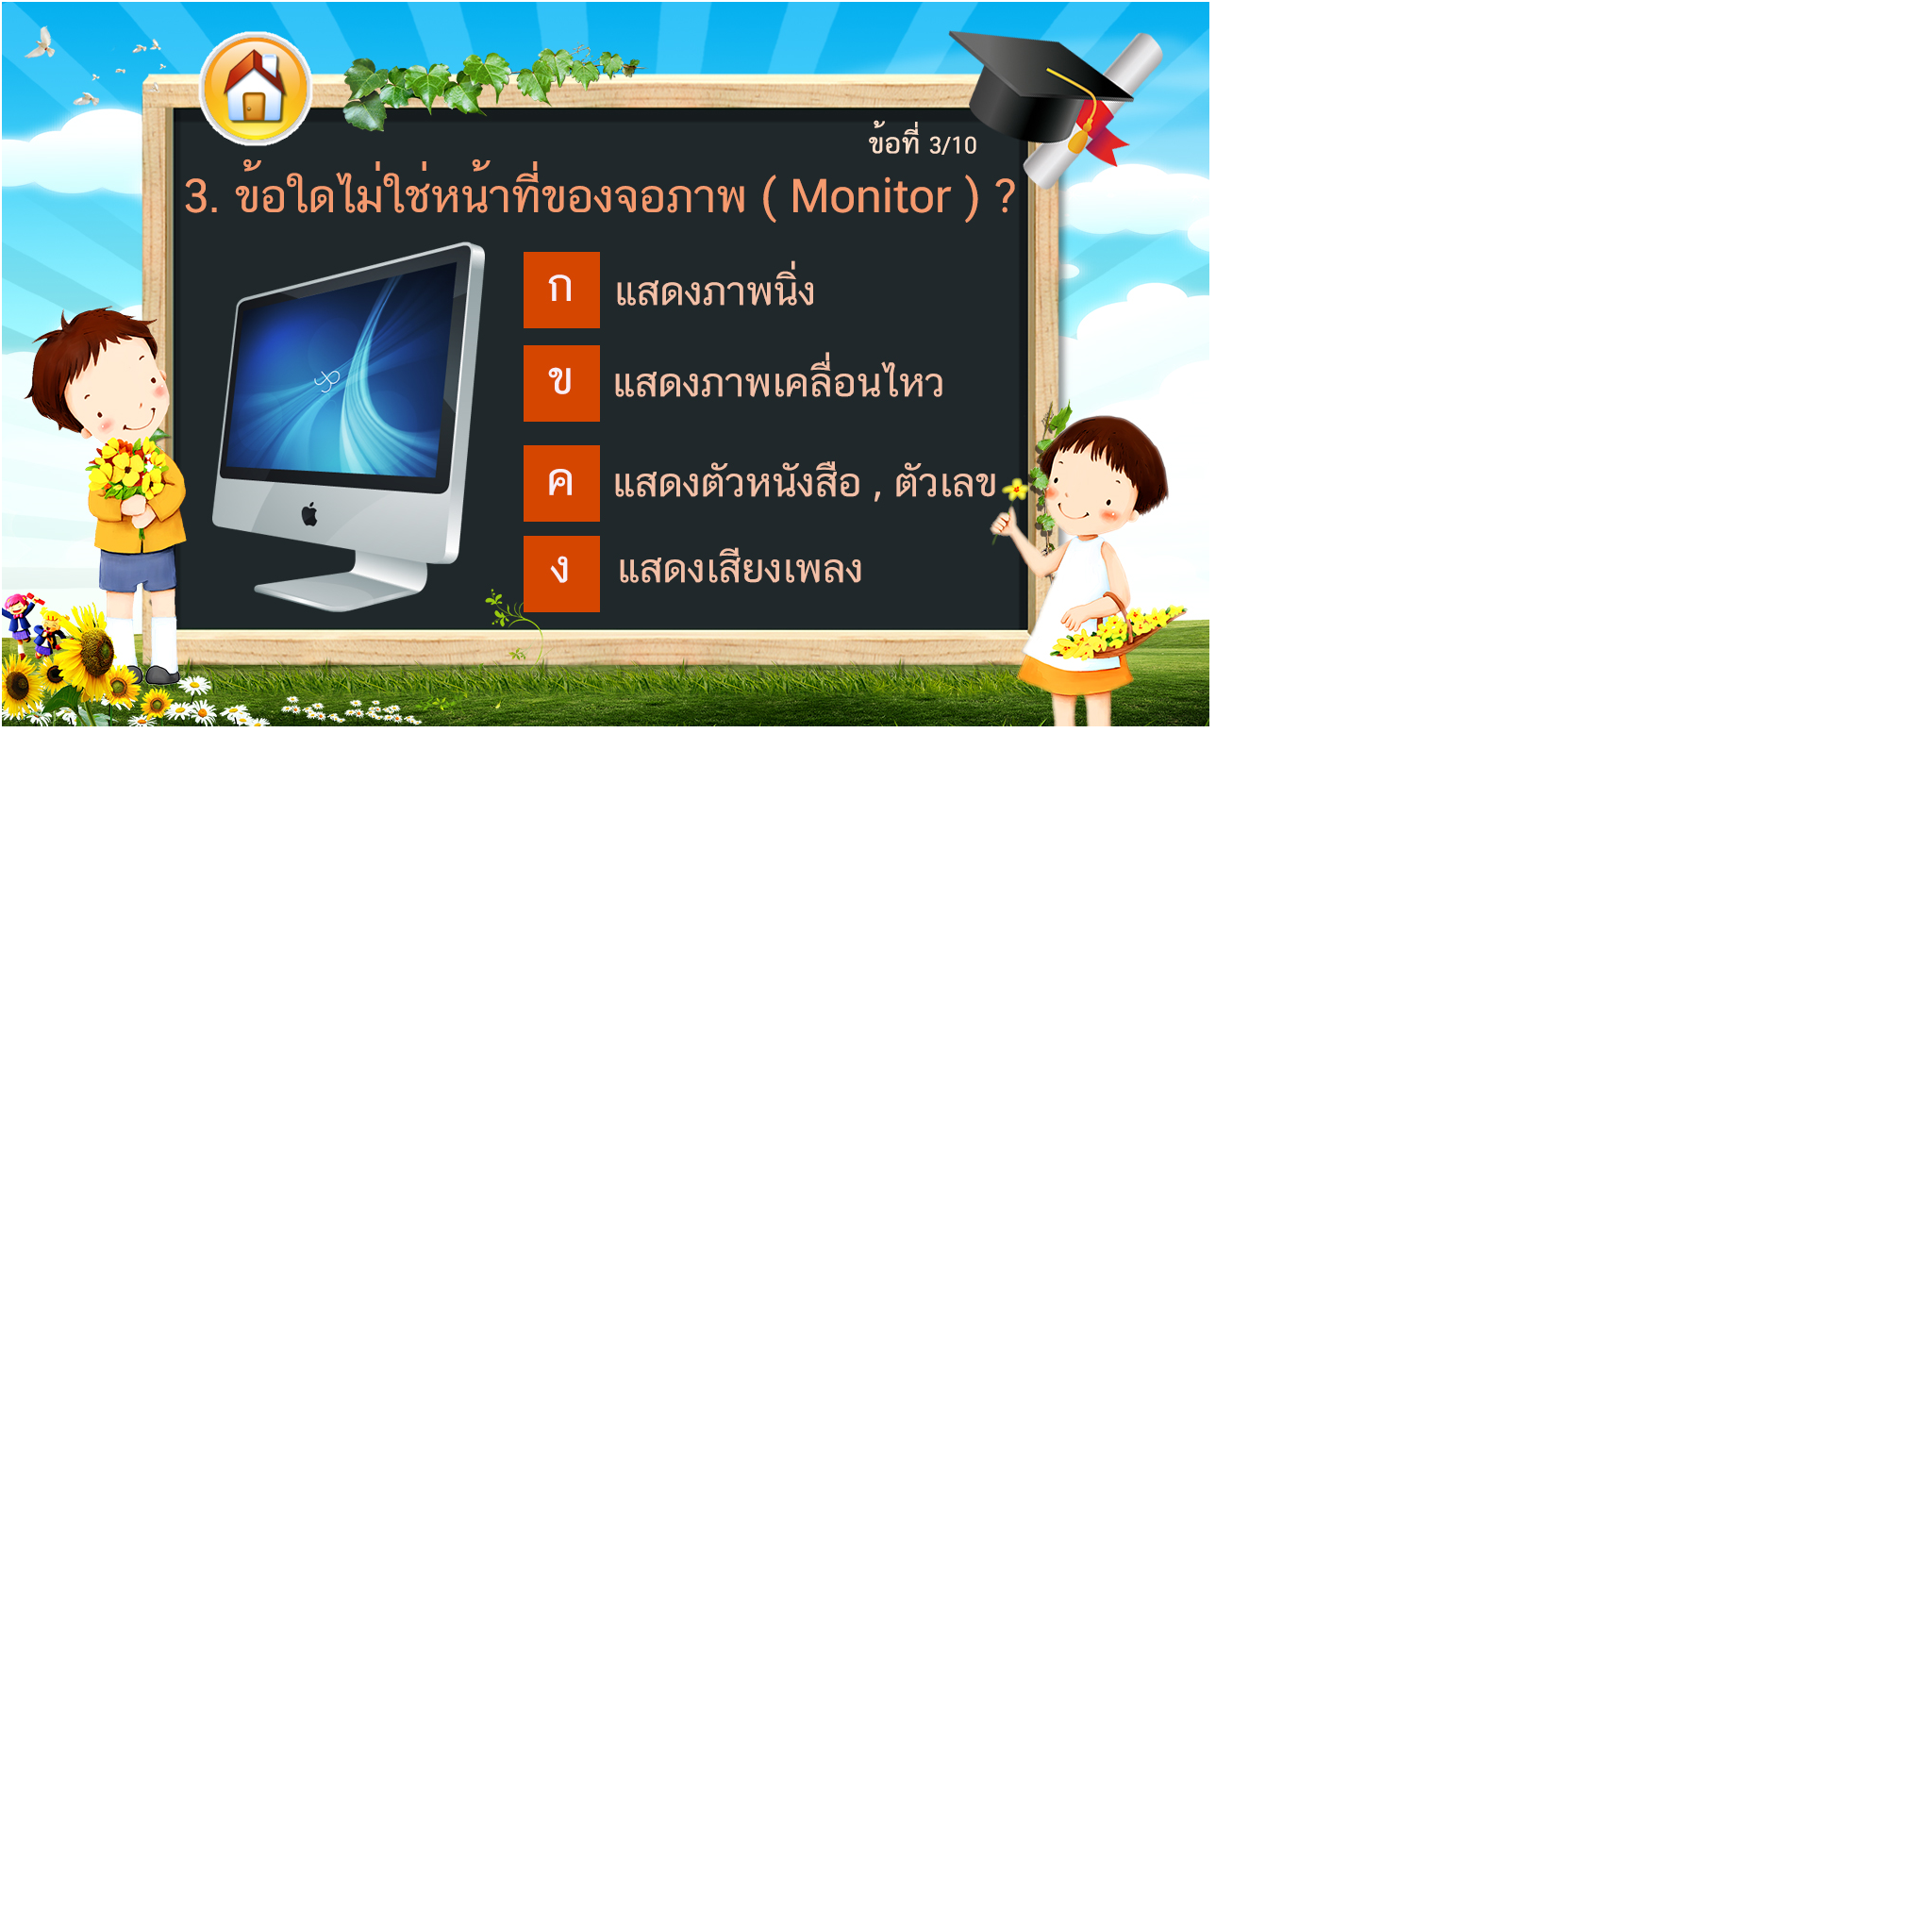 ข้อที่ 3/10
3. ข้อใดไม่ใช่หน้าที่ของจอภาพ ( Monitor ) ?
ก แสดงภาพนิ่ง
ข แสดงภาพเคลื่อนไหว
ค แสดงตัวหนังสือ , ตัวเลข
ง แสดงเสียงเพลง